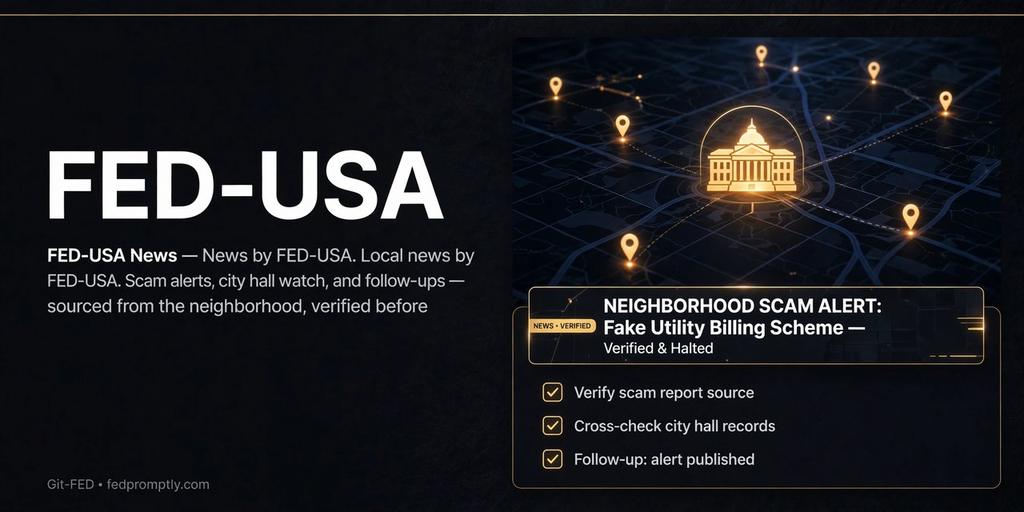 FED-USA
FED-USA News — News by FED-USA. Local news by
FED-USA. Scam alerts, city hall watch, and follow-ups —
sourced from the neighborhood, verified before
Git-FED • fedpromptly.com
NEWS • VERIFIED
NEIGHBORHOOD SCAM ALERT:
Fake Utility Billing Scheme —
Verified & Halted
Verify scam report source
Cross-check city hall records
Follow-up: alert published